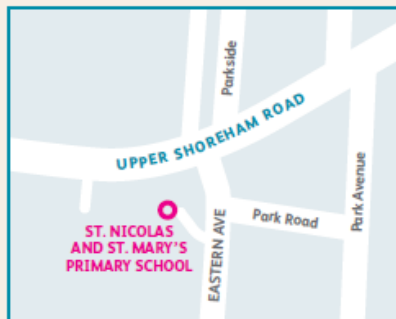 Parkside
UPPER SHOREHAM ROAD
Park Avenue
Park Road
EASTERN AVE
ST. NICOLAS
AND ST. MARY'S
PRIMARY SCHOOL